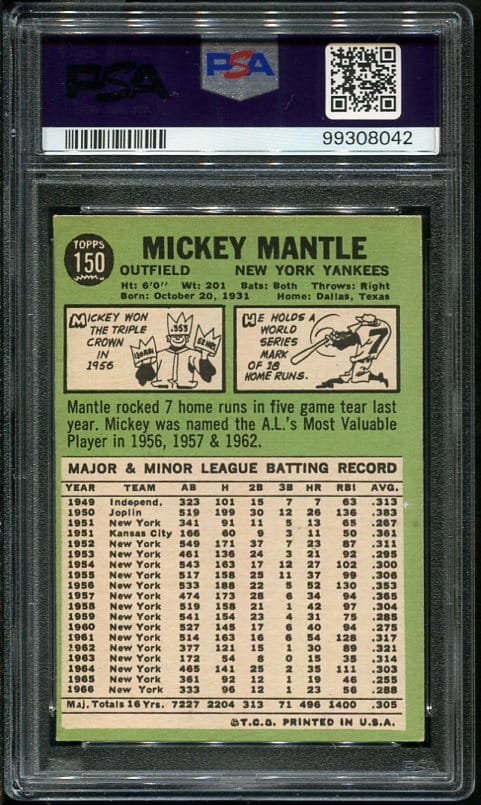 PSA
PSA
99308042
TOPPS
150
MICKEY MANTLE
OUTFIELD NEW YORK YANKEES
Ht: 6'0" Wt: 201 Bats: Both Throws: Right
Born: October 20, 1931 Home: Dallas, Texas
MICKEY WON
THE TRIPLE
CROWN
IN
1956
130RBI
.353
52 HRS
HE HOLDS A
WORLD
SERIES
MARK
OF 18
HOME RUNS.
7
Mantle rocked 7 home runs in five game tear last
year. Mickey was named the A.L.'s Most Valuable
Player in 1956, 1957 & 1962.
MAJOR & MINOR LEAGUE BATTING RECORD
YEAR TEAM AB H 2B 3B HR RBI AVG.
1949 Independ. 323 101 15 7 7 63 .313
1950 Joplin 519 199 30 12 26 136 .383
1951 New York 341 91 11 5 13 65 .267
1951 Kansas City 166 60 9 3 11 50 .361
1952 New York 549 171 37 7 23 87 .311
1953 New York 461 136 24 3 21 92 .295
1954 New York 543 163 17 12 27 102 .300
1955 New York 517 158 25 11 37 99 .306
1956 New York 533 188 22 5 52 130 .353
1957 New York 474 173 28 6 34 94 .365
1958 New York 519 158 21 1 42 97 .304
1959 New York 541 154 23 4 31 75 .285
1960 New York 527 145 17 6 40 94 .275
1961 New York 514 163 16 6 54 128 .317
1962 New York 377 121 15 1 30 89 .321
1963 New York 172 54 8 0 15 35 .314
1964 New York 465 141 25 2 35 111 .303
1965 New York 361 92 12 1 19 46 .255
1966 New York 333 96 12 1 23 56 .288
Maj. Totals 16 Yrs. 7227 2204 313 71 496 1400 .305
©T.C.G. PRINTED IN U.S.A.
PSA